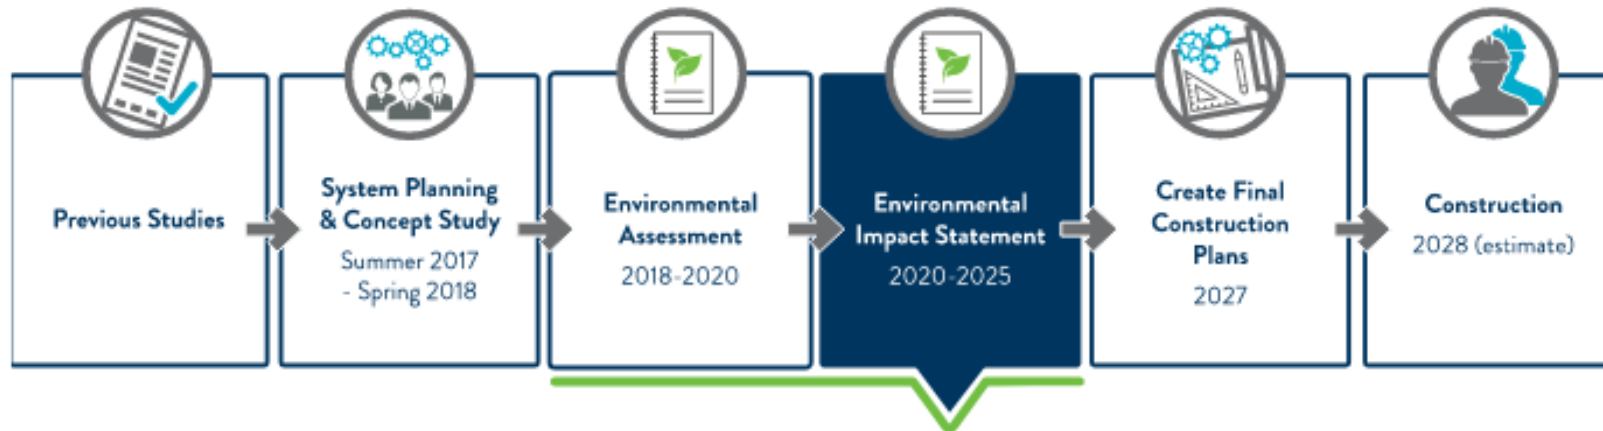 Previous Studies
System Planning
& Concept Study
Summer 2017
- Spring 2018
Environmental
Assessment
2018-2020
Environmental
Impact Statement
2020-2025
Create Final
Construction
Plans
2027
Construction
2028 (estimate)